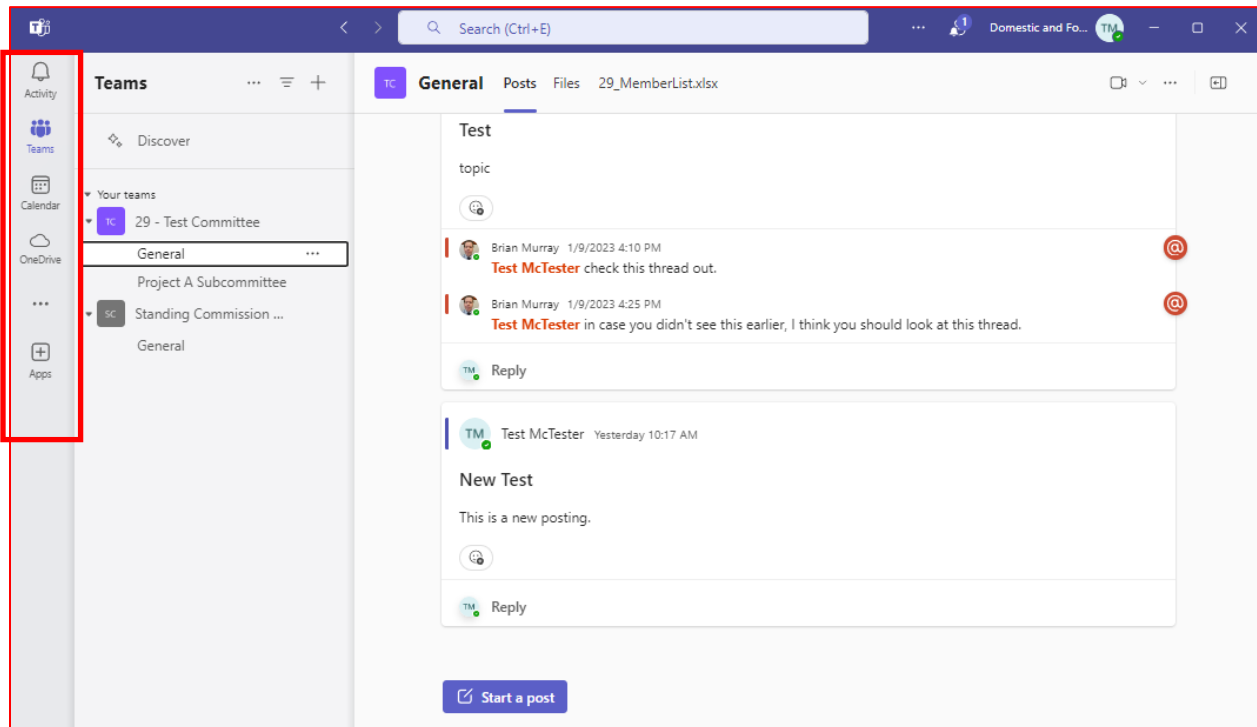 Search (Ctrl+E)
1
Domestic and Fo...
TM
Activity
Teams
Calendar
OneDrive
Apps
Teams
Discover
Your teams
TC
29 - Test Committee
General
Project A Subcommittee
SC
Standing Commission ...
General
TC
General
Posts
Files
29_MemberList.xlsx
Test
topic
Brian Murray 1/9/2023 4:10 PM
@
Test McTester check this thread out.
Brian Murray 1/9/2023 4:25 PM
@
Test McTester in case you didn't see this earlier, I think you should look at this thread.
TM
Reply
TM
Test McTester Yesterday 10:17 AM
New Test
This is a new posting.
TM
Reply
Start a post